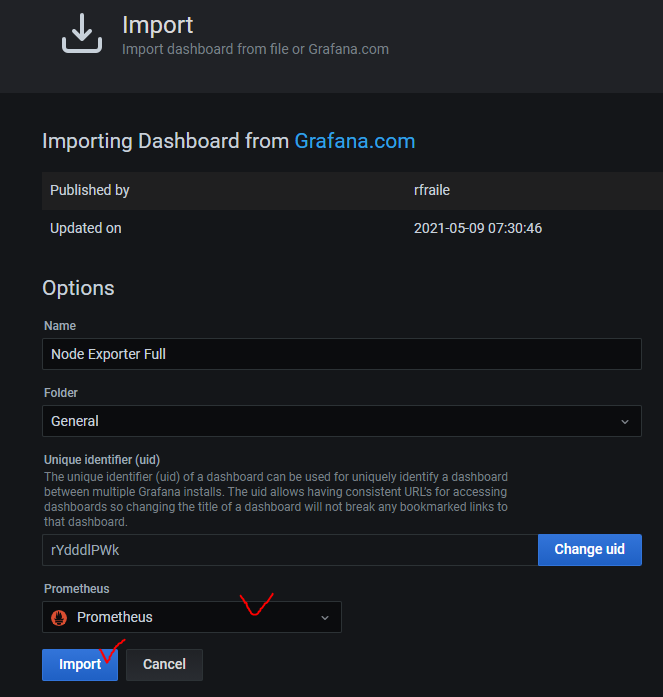 Import
Import dashboard from file or Grafana.com
Importing Dashboard from Grafana.com
Published by rfraile
Updated on 2021-05-09 07:30:46
Options
Name
Node Exporter Full
Folder
General
Unique identifier (uid)
The unique identifier (uid) of a dashboard can be used for uniquely identify a dashboard
between multiple Grafana installs. The uid allows having consistent URL's for accessing
dashboards so changing the title of a dashboard will not break any bookmarked links to
that dashboard.
rYdddlPWk Change uid
Prometheus
Prometheus
Import Cancel